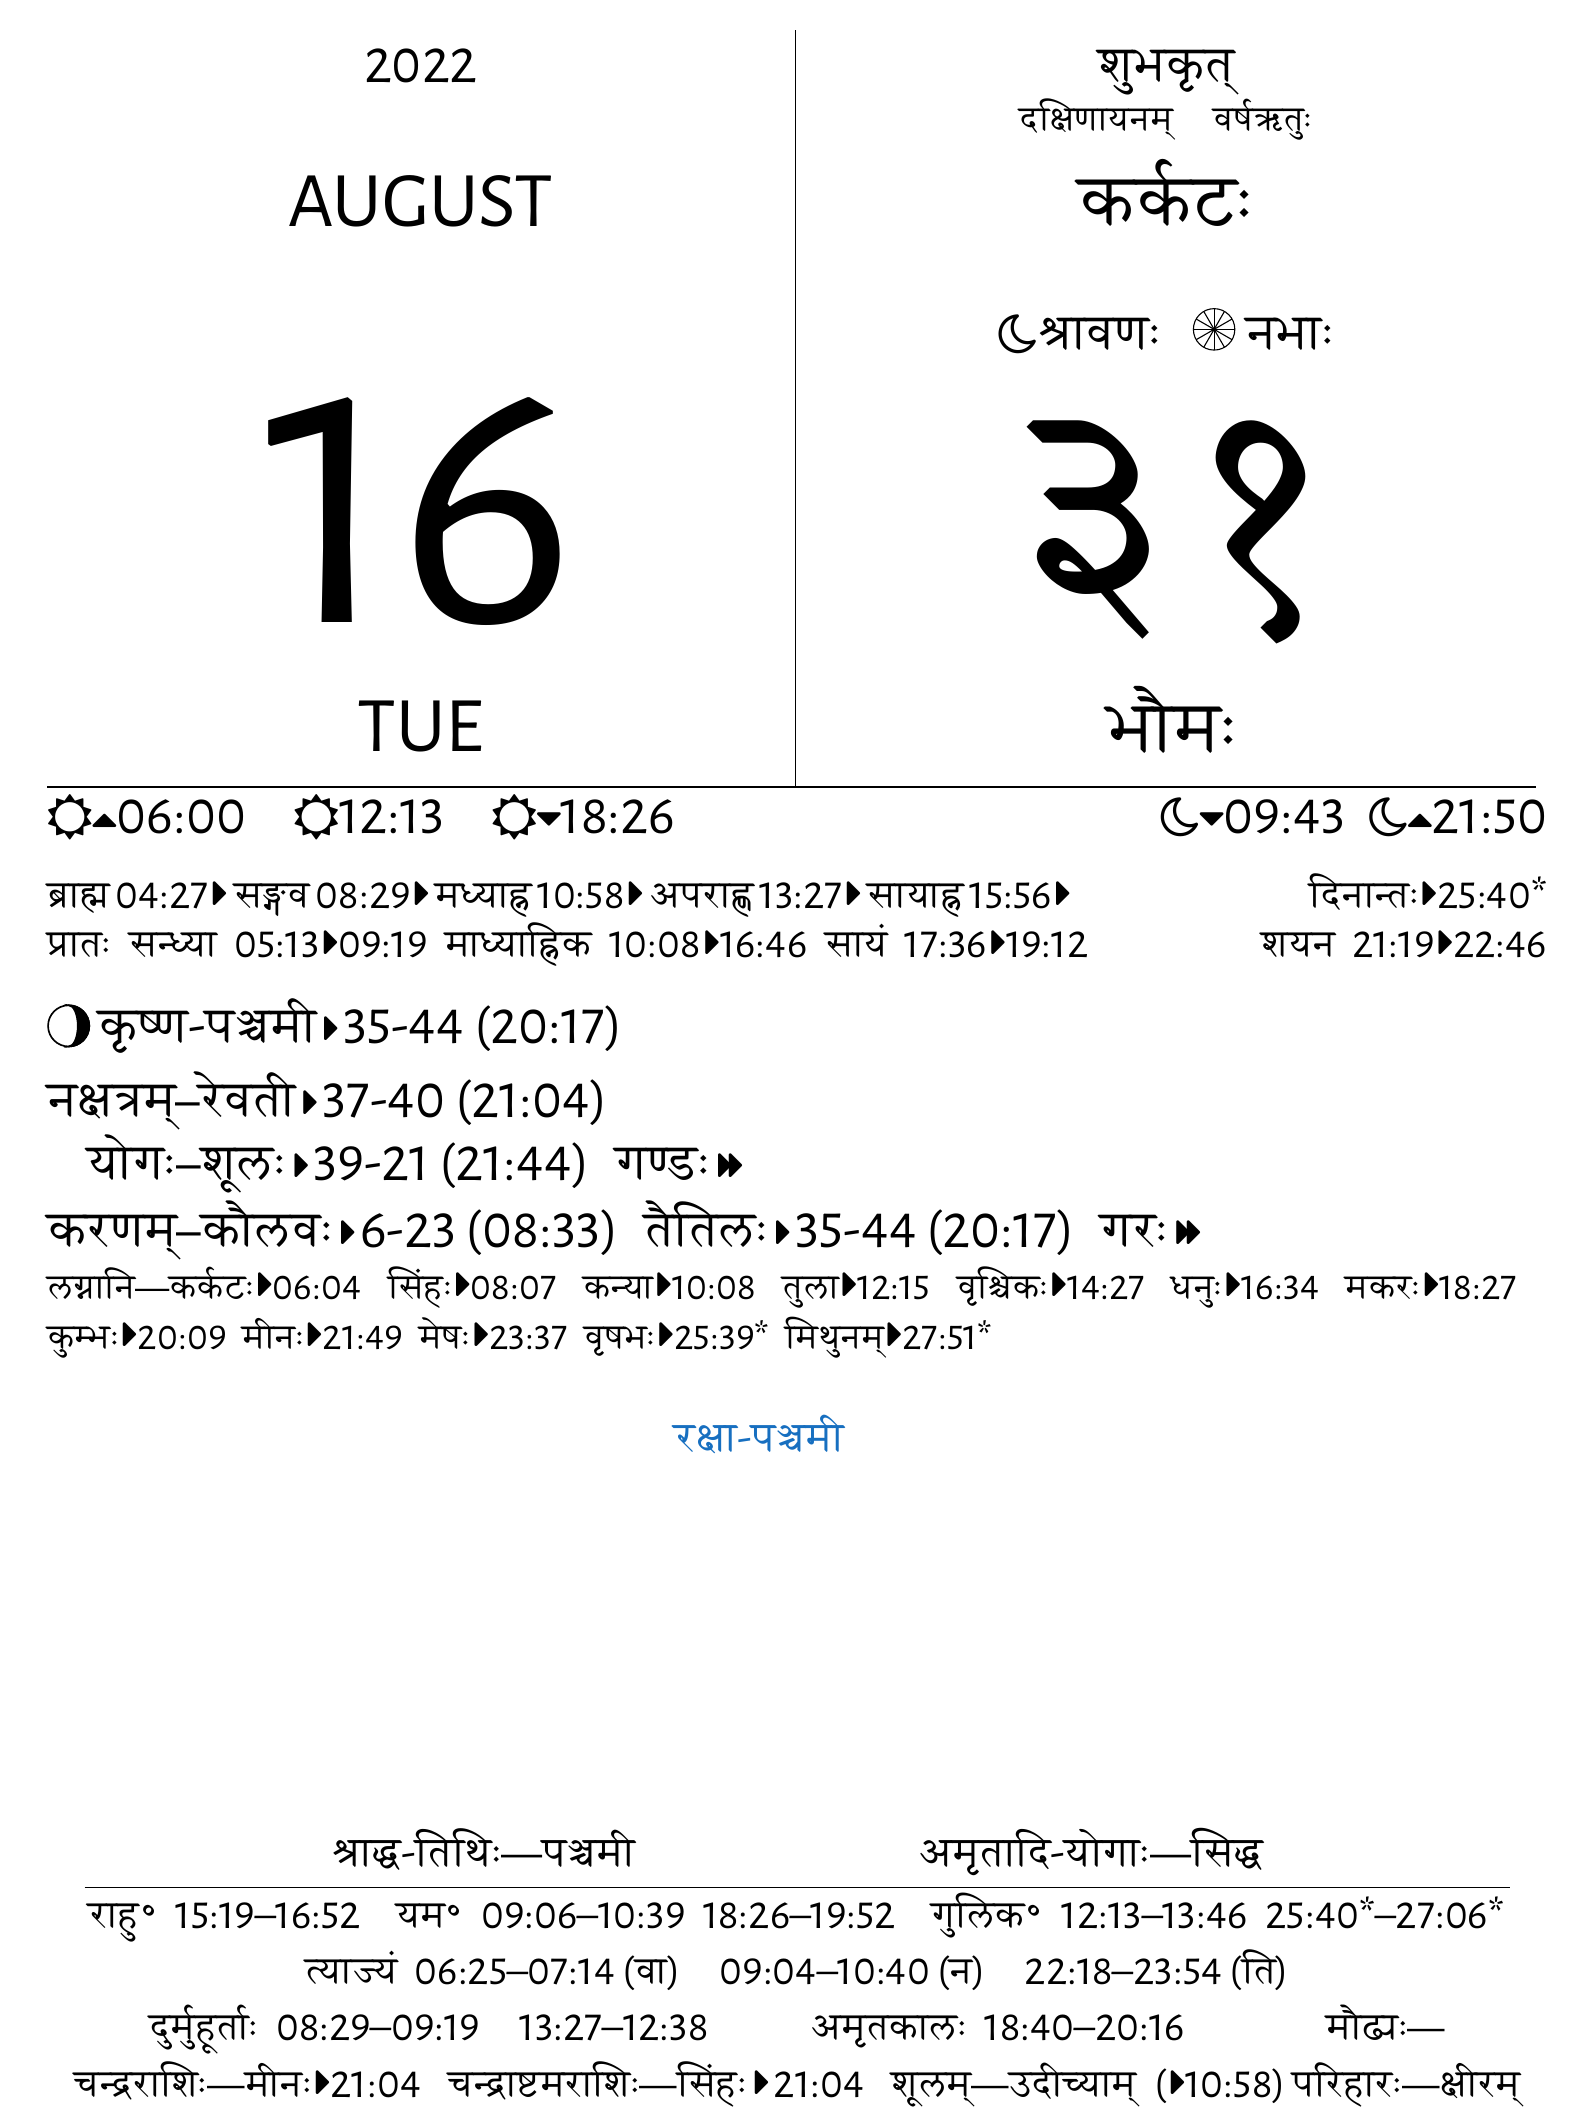 2022
AUGUST
16
TUE
शुभकृत्
दक्षिणायनम् वर्षऋतुः
कर्कटः
श्रावणः नभाः
३१
भौमः
06:00 12:13 18:26 09:43 21:50
ब्राह्म 04:27 सङ्गव 08:29 मध्याह्न 10:58 अपराह्ण 13:27 सायाह्न 15:56 दिनान्तः 25:40*
प्रातः सन्ध्या 05:13 09:19 माध्याह्निक 10:08 16:46 सायं 17:36 19:12 शयन 21:19 22:46
कृष्ण-पञ्चमी 35-44 (20:17)
नक्षत्रम्–रेवती 37-40 (21:04)
योगः–शूलः 39-21 (21:44) गण्डः
करणम्–कौलवः 6-23 (08:33) तैतिलः 35-44 (20:17) गरः
लग्नानि—कर्कटः 06:04 सिंहः 08:07 कन्या 10:08 तुला 12:15 वृश्चिकः 14:27 धनुः 16:34 मकरः 18:27
कुम्भः 20:09 मीनः 21:49 मेषः 23:37 वृषभः 25:39* मिथुनम् 27:51*
रक्षा-पञ्चमी
श्राद्ध-तिथिः—पञ्चमी अमृतादि-योगाः—सिद्ध
राहु॰ 15:19–16:52 यम॰ 09:06–10:39 18:26–19:52 गुलिक॰ 12:13–13:46 25:40*–27:06*
त्याज्यं 06:25–07:14 (वा) 09:04–10:40 (न) 22:18–23:54 (ति)
दुर्मुहूर्ताः 08:29–09:19 13:27–12:38 अमृतकालः 18:40–20:16 मौढ्यः—
चन्द्रराशिः—मीनः 21:04 चन्द्राष्टमराशिः—सिंहः 21:04 शूलम्—उदीच्याम् (10:58) परिहारः—क्षीरम्